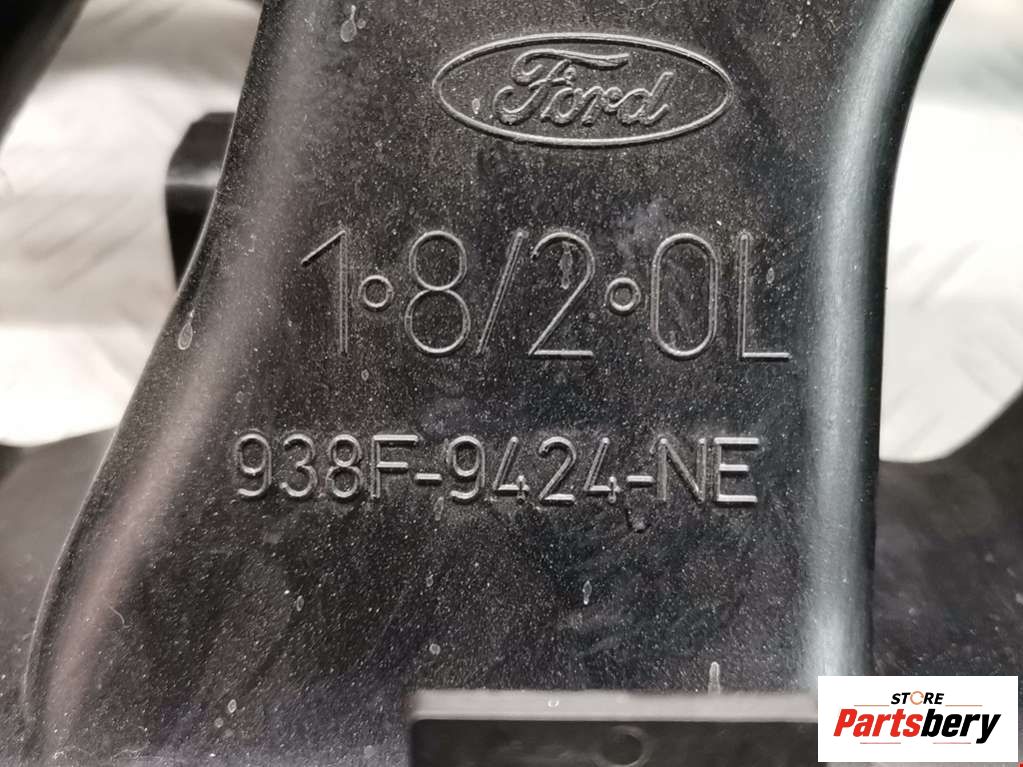 Ford
1.8/2.0L
938F-9424-NE
STORE
Partsbery